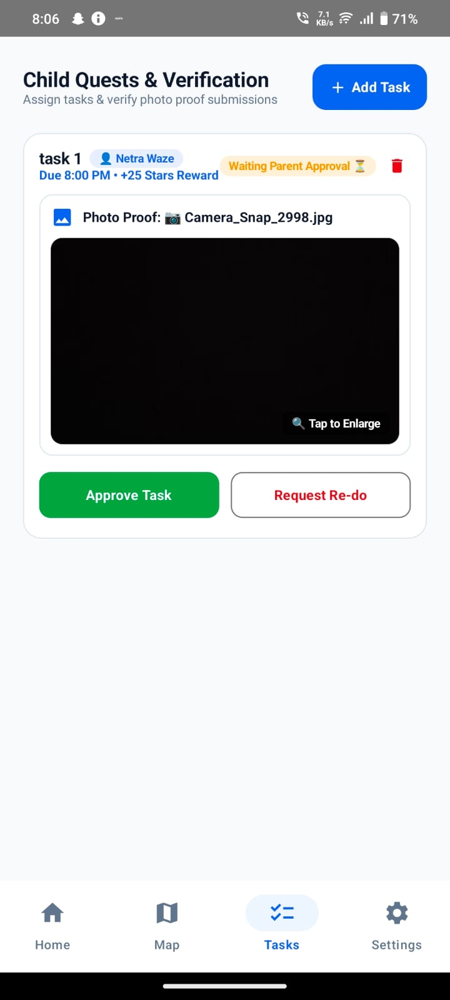 8:06
7.1
KB/s
71%
Child Quests & Verification
Assign tasks & verify photo proof submissions
+ Add Task
task 1 👤 Netra Waze
Due 8:00 PM • +25 Stars Reward
Waiting Parent Approval ⏳
Photo Proof: 📷 Camera_Snap_2998.jpg
🔍 Tap to Enlarge
Approve Task
Request Re-do
Home
Map
Tasks
Settings